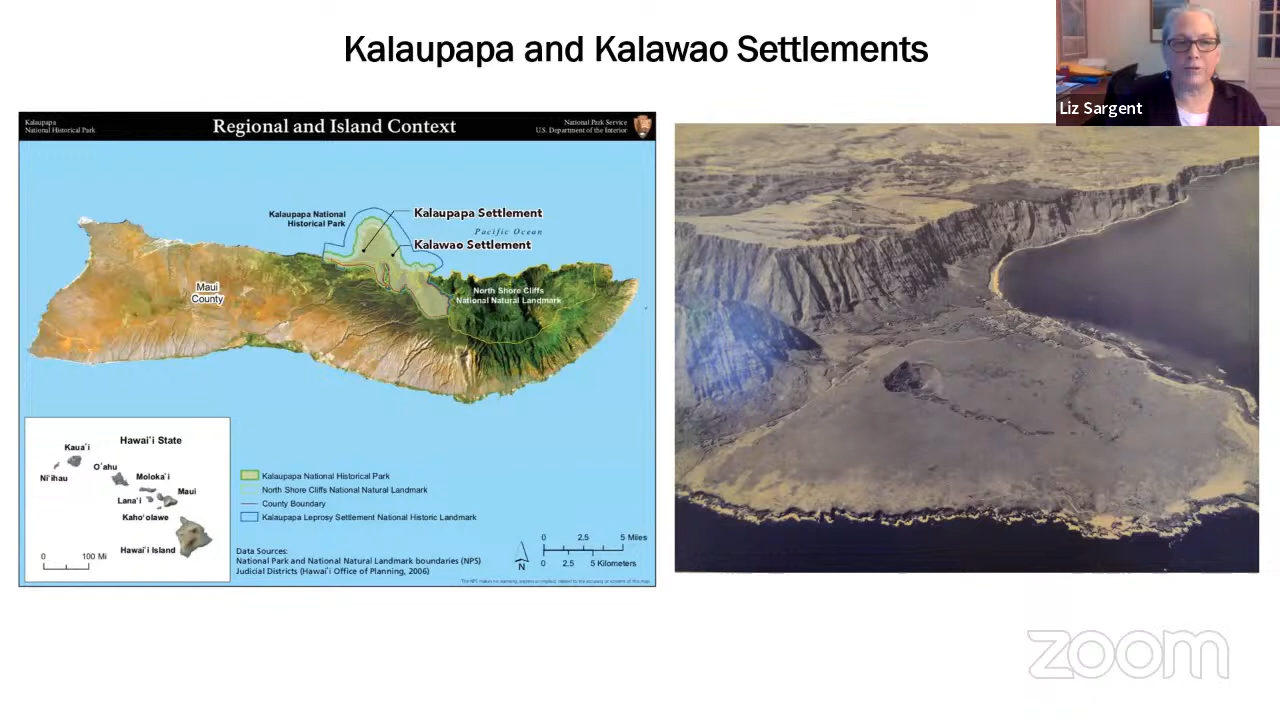 Kalaupapa and Kalawao Settlements
Liz Sargent
Kalaupapa
National Historical Park
Regional and Island Context
National Park Service
U.S. Department of the Interior
Kalaupapa National
Historical Park
Kalaupapa Settlement
Pacific Ocean
Kalawao Settlement
Maui
County
North Shore Cliffs
National Natural Landmark
Hawai'i State
Kaua'i
Ni'ihau
O'ahu
Moloka'i
Lana'i
Maui
Kaho'olawe
Hawai'i Island
0 100 Mi
Kalaupapa National Historical Park
North Shore Cliffs National Natural Landmark
County Boundary
Kalaupapa Leprosy Settlement National Historic Landmark
Data Sources:
National Park and National Natural Landmark boundaries (NPS)
Judicial Districts (Hawai'i Office of Planning, 2006)
N
0 2.5 5 Miles
0 2.5 5 Kilometers
zoom